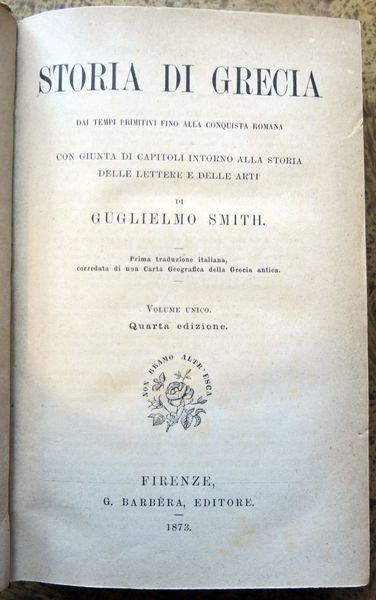 STORIA DI GRECIA
DAI TEMPI PRIMITIVI FINO ALLA CONQUISTA ROMANA
CON GIUNTA DI CAPITOLI INTORNO ALLA STORIA
DELLE LETTERE E DELLE ARTI
DI
GUGLIELMO SMITH.
Prima traduzione italiana,
corredata di una Carta Geografica della Grecia antica.
VOLUME UNICO.
Quarta edizione.
NON BRAMO ALTR'ESCA
FIRENZE,
G. BARBÈRA, EDITORE.
1873.